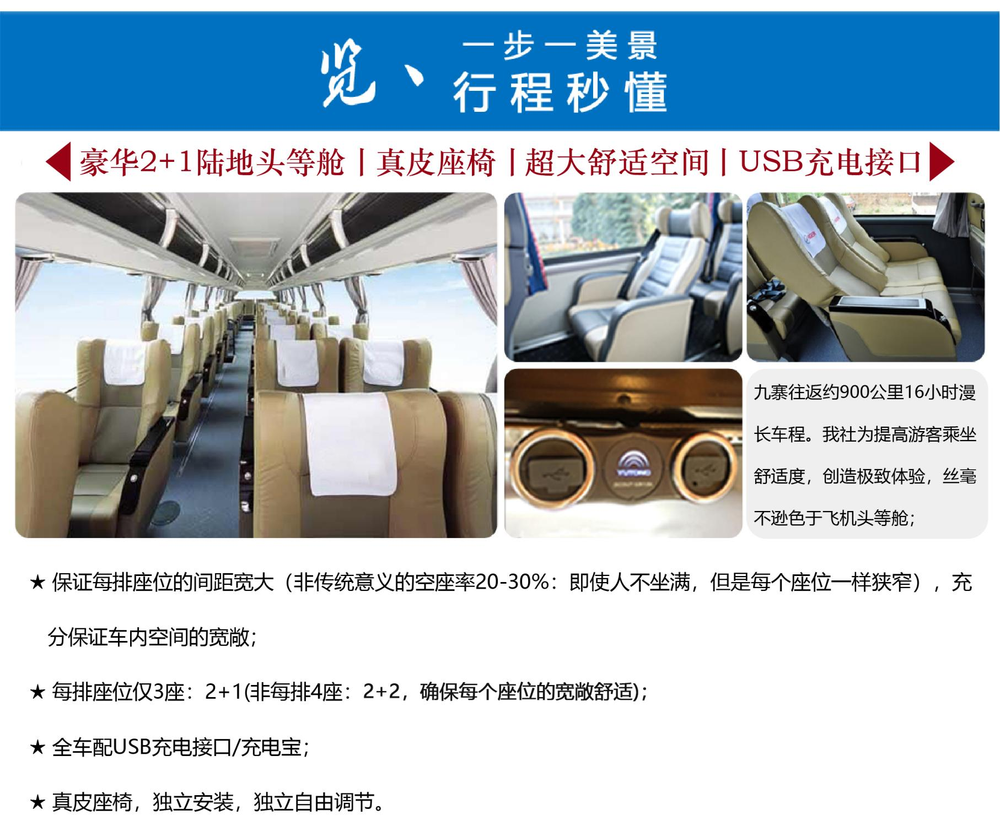 览、
一步一美景
行程秒懂
豪华2+1陆地头等舱丨真皮座椅丨超大舒适空间丨USB充电接口
YUTONG
九寨往返约900公里16小时漫
长车程。我社为提高游客乘坐
舒适度，创造极致体验，丝毫
不逊色于飞机头等舱；
★ 保证每排座位的间距宽大（非传统意义的空座率20-30%：即使人不坐满，但是每个座位一样狭窄），充
分保证车内空间的宽敞；
★ 每排座位仅3座：2+1(非每排4座：2+2，确保每个座位的宽敞舒适)；
★ 全车配USB充电接口/充电宝；
★ 真皮座椅，独立安装，独立自由调节。